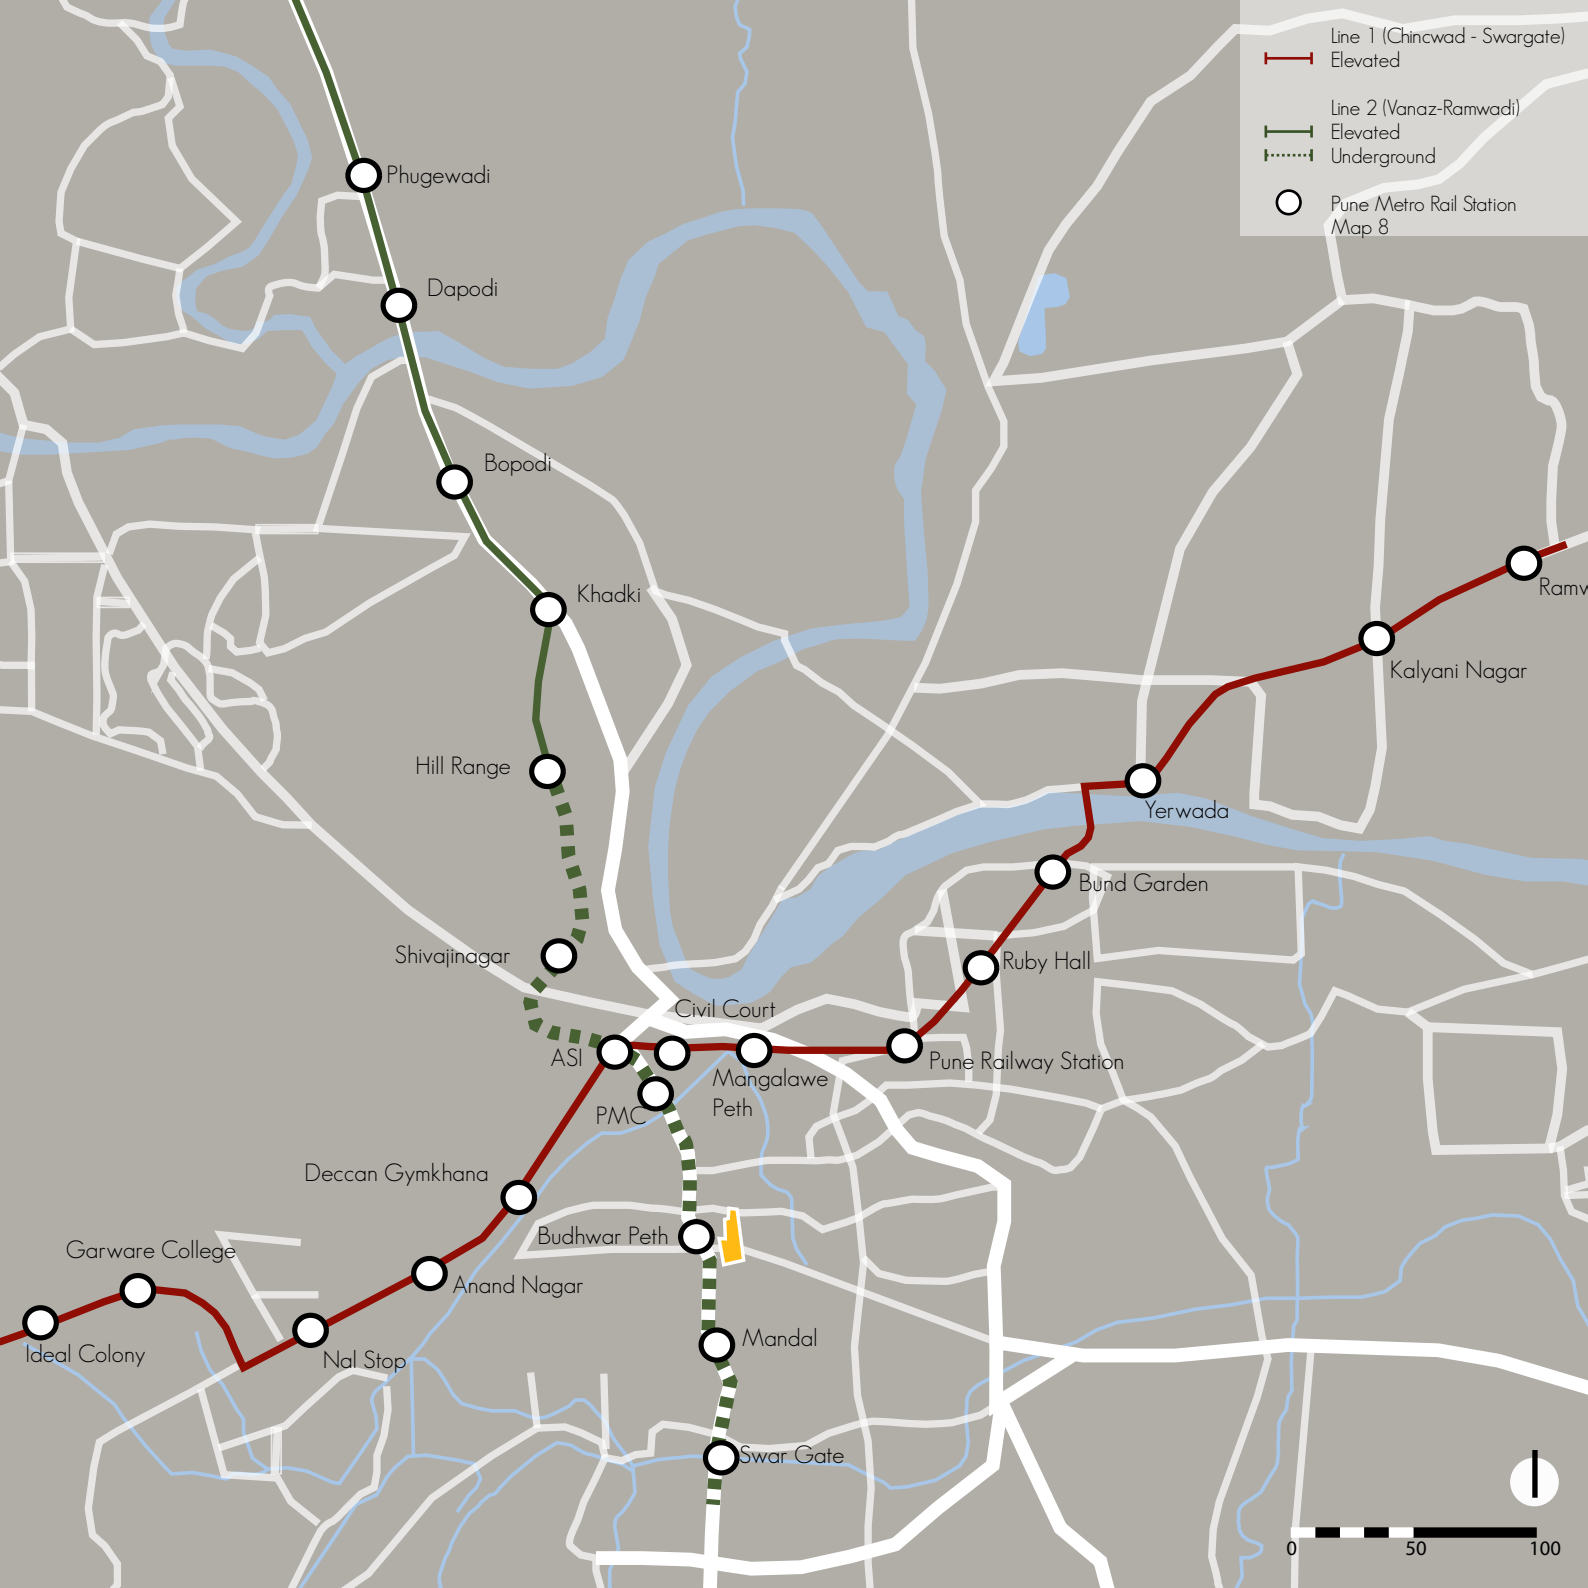 Line 1 (Chincwad - Swargate)
Elevated
Line 2 (Vanaz-Ramwadi)
Elevated
Underground
Pune Metro Rail Station
Map 8
Phugewadi
Dapodi
Bopodi
Khadki
Ramw
Kalyani Nagar
Hill Range
Yerwada
Bund Garden
Shivajinagar
Ruby Hall
Civil Court
ASI
Pune Railway Station
Mangalawe
Peth
PMC
Deccan Gymkhana
Budhwar Peth
Garware College
Anand Nagar
Mandal
Ideal Colony
Nal Stop
Swar Gate
0 50 100